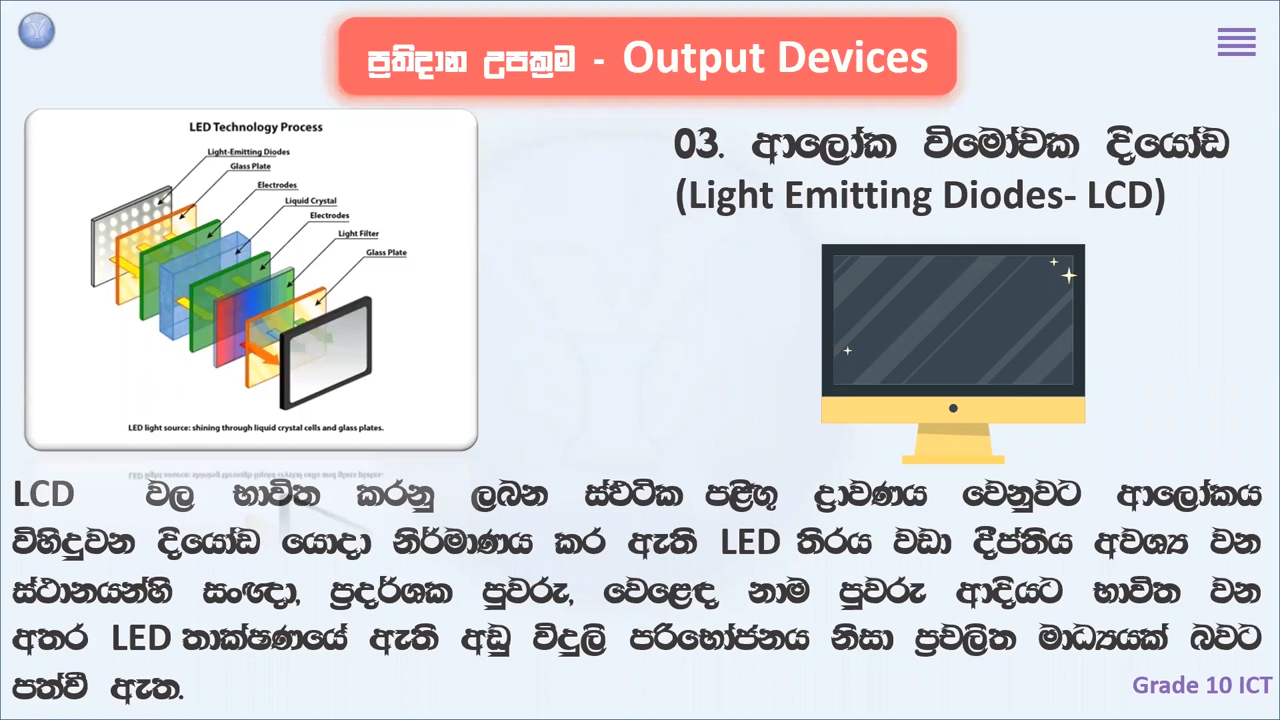 ප්‍රතිදාන උපක්‍රම - Output Devices
LED Technology Process
Light-Emitting Diodes
Glass Plate
Electrodes
Liquid Crystal
Electrodes
Light Filter
Glass Plate
LED light source: shining through liquid crystal cells and glass plates.
03. ආලෝක විමෝචක දියෝඩ
(Light Emitting Diodes- LCD)
LCD වල භාවිත කරනු ලබන ස්ඵටික පළිඟු ද්‍රාවණය වෙනුවට ආලෝකය
විහිදුවන දියෝඩ යොදා නිර්මාණය කර ඇති LED තිරය වඩා දීප්තිය අවශ්‍ය වන
ස්ථානයන්හි සංඥා, ප්‍රදර්ශක පුවරු, වෙළෙඳ නාම පුවරු ආදියට භාවිත වන
අතර LED තාක්ෂණයේ ඇති අඩු විදුලි පරිභෝජනය නිසා ප්‍රචලිත මාධ්‍යයක් බවට
පත්වී ඇත.
Grade 10 ICT